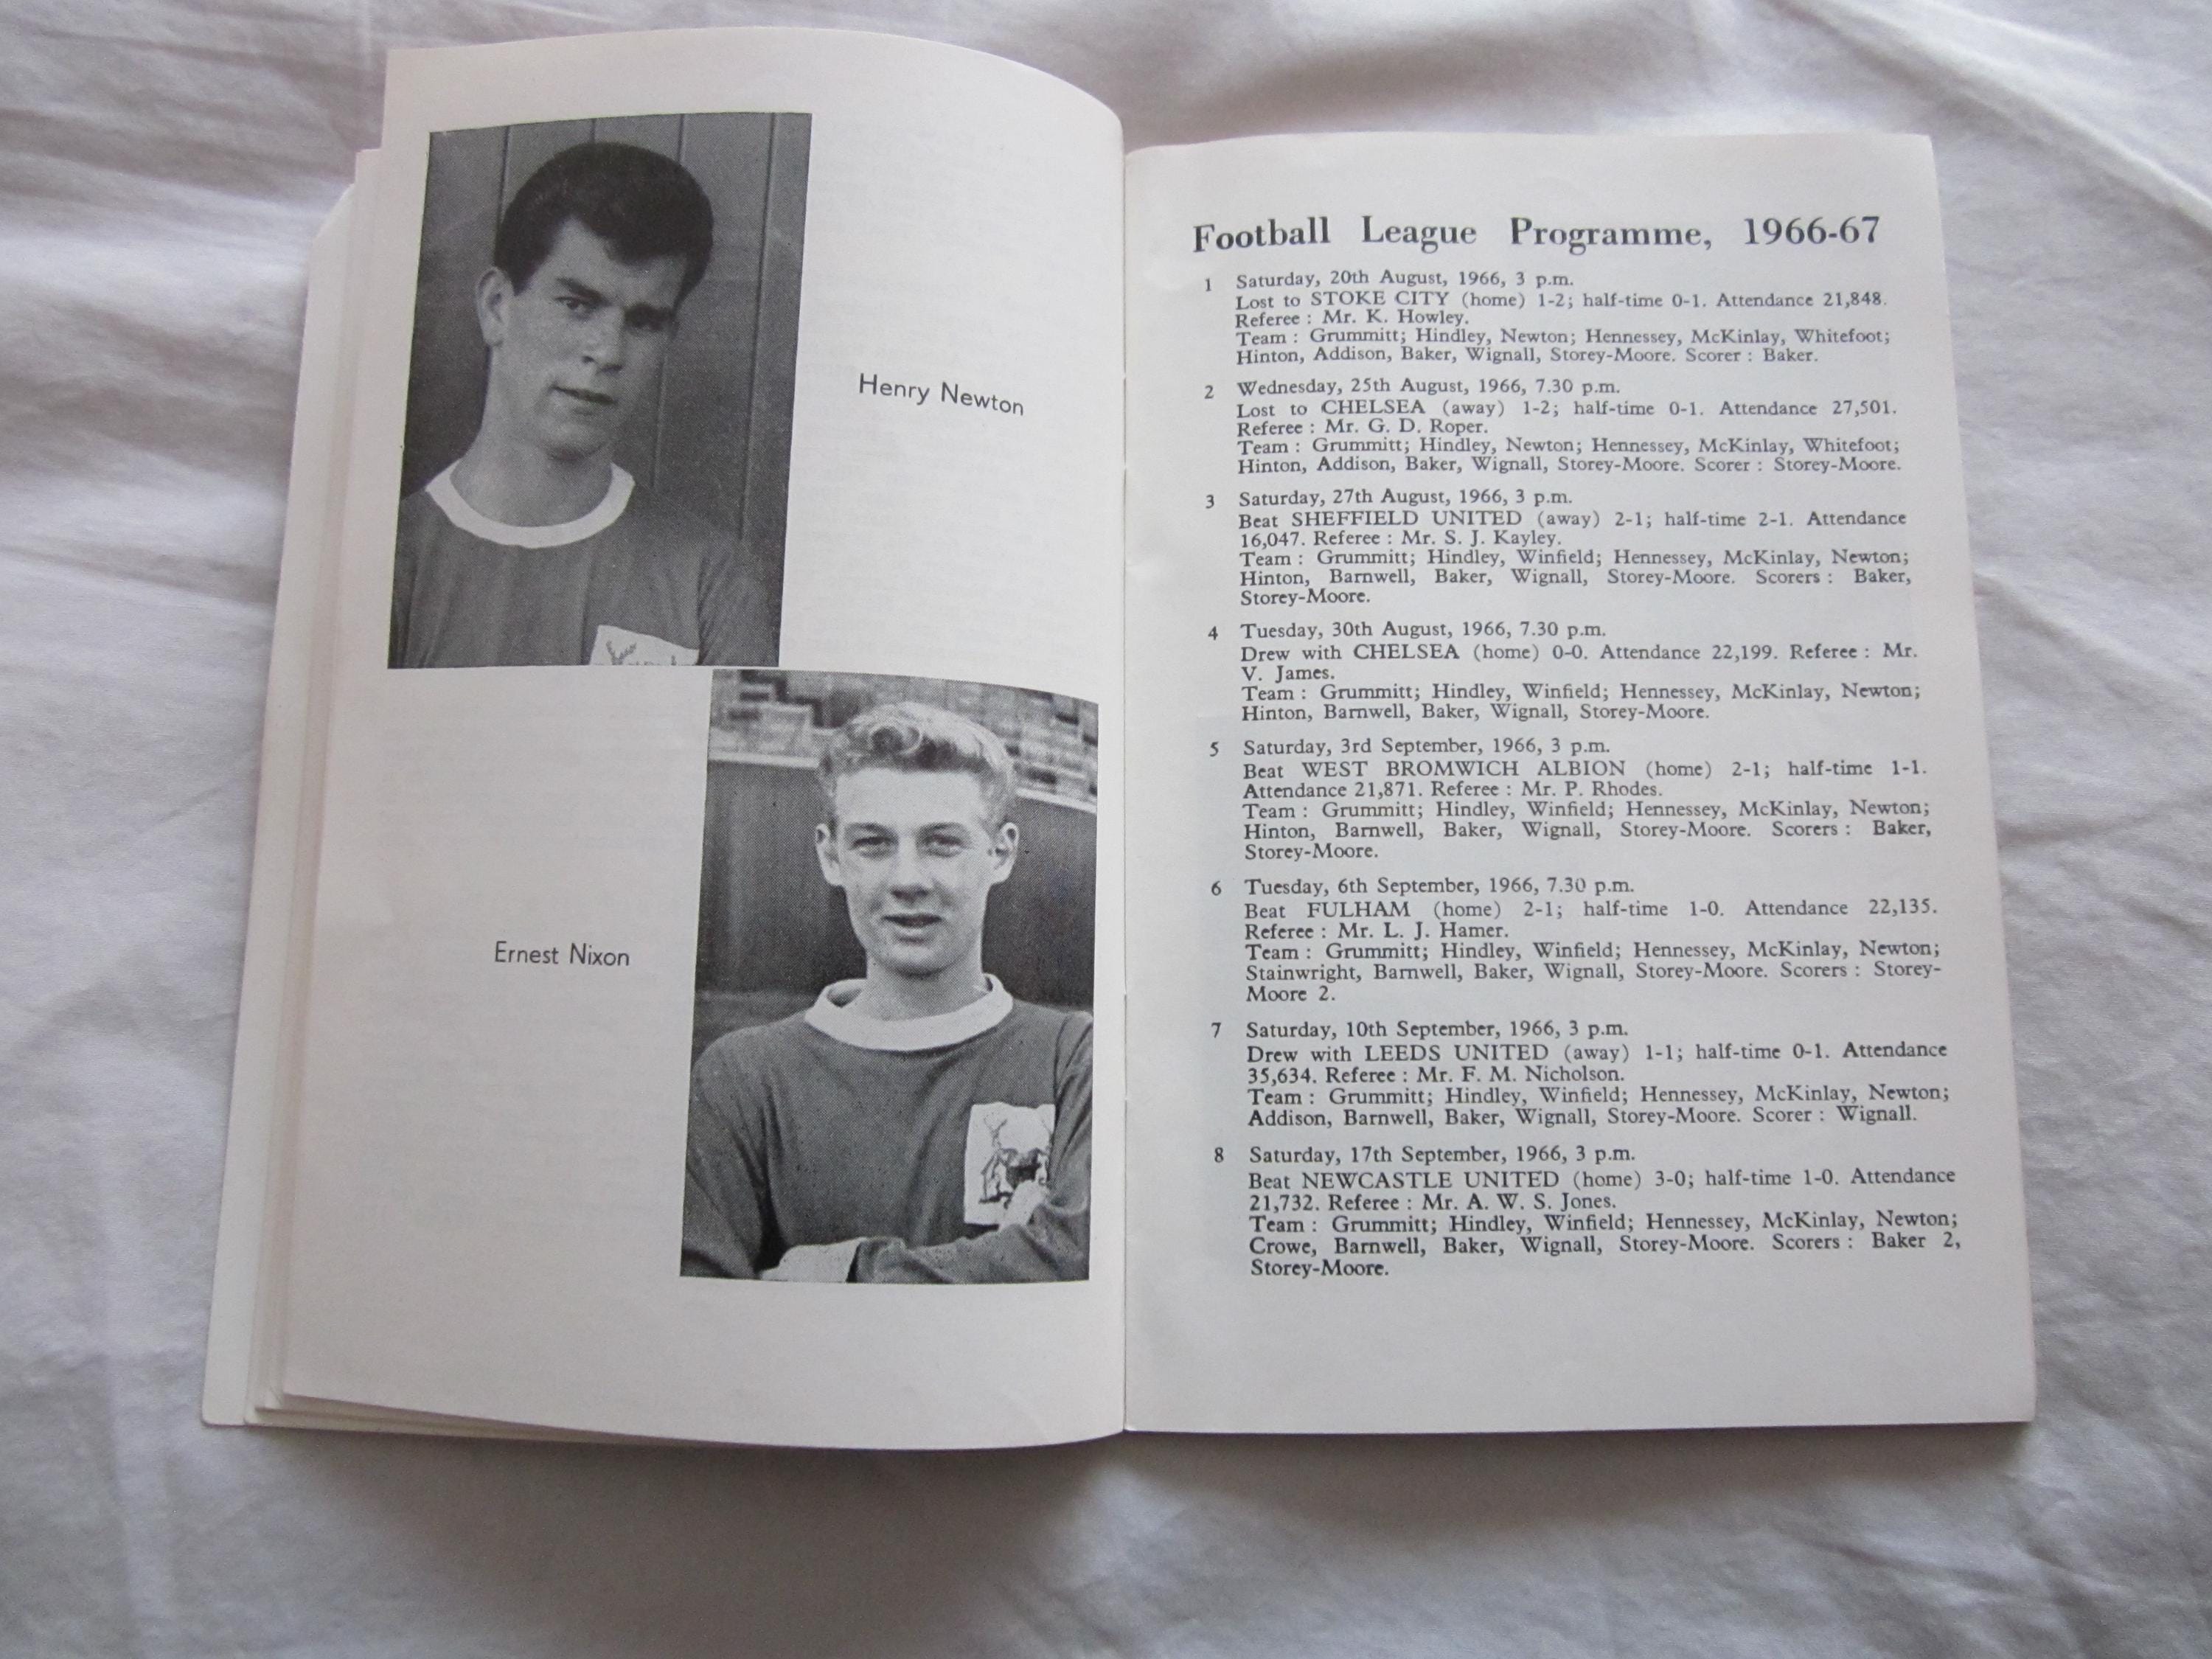 Henry Newton
Ernest Nixon
Football League Programme, 1966-67
1 Saturday, 20th August, 1966, 3 p.m.
Lost to STOKE CITY (home) 1-2; half-time 0-1. Attendance 21,848.
Referee : Mr. K. Howley.
Team : Grummitt; Hindley, Newton; Hennessey, McKinlay, Whitefoot;
Hinton, Addison, Baker, Wignall, Storey-Moore. Scorer : Baker.
2 Wednesday, 25th August, 1966, 7.30 p.m.
Lost to CHELSEA (away) 1-2; half-time 0-1. Attendance 27,501.
Referee : Mr. G. D. Roper.
Team : Grummitt; Hindley, Newton; Hennessey, McKinlay, Whitefoot;
Hinton, Addison, Baker, Wignall, Storey-Moore. Scorer : Storey-Moore.
3 Saturday, 27th August, 1966, 3 p.m.
Beat SHEFFIELD UNITED (away) 2-1; half-time 2-1. Attendance
16,047. Referee : Mr. S. J. Kayley.
Team : Grummitt; Hindley, Winfield; Hennessey, McKinlay, Newton;
Hinton, Barnwell, Baker, Wignall, Storey-Moore. Scorers : Baker,
Storey-Moore.
4 Tuesday, 30th August, 1966, 7.30 p.m.
Drew with CHELSEA (home) 0-0. Attendance 22,199. Referee : Mr.
V. James.
Team : Grummitt; Hindley, Winfield; Hennessey, McKinlay, Newton;
Hinton, Barnwell, Baker, Wignall, Storey-Moore.
5 Saturday, 3rd September, 1966, 3 p.m.
Beat WEST BROMWICH ALBION (home) 2-1; half-time 1-1.
Attendance 21,871. Referee : Mr. P. Rhodes.
Team : Grummitt; Hindley, Winfield; Hennessey, McKinlay, Newton;
Hinton, Barnwell, Baker, Wignall, Storey-Moore. Scorers : Baker,
Storey-Moore.
6 Tuesday, 6th September, 1966, 7.30 p.m.
Beat FULHAM (home) 2-1; half-time 1-0. Attendance 22,135.
Referee : Mr. L. J. Hamer.
Team : Grummitt; Hindley, Winfield; Hennessey, McKinlay, Newton;
Stainwright, Barnwell, Baker, Wignall, Storey-Moore. Scorers : Storey-
Moore 2.
7 Saturday, 10th September, 1966, 3 p.m.
Drew with LEEDS UNITED (away) 1-1; half-time 0-1. Attendance
35,634. Referee : Mr. F. M. Nicholson.
Team : Grummitt; Hindley, Winfield; Hennessey, McKinlay, Newton;
Addison, Barnwell, Baker, Wignall, Storey-Moore. Scorer : Wignall.
8 Saturday, 17th September, 1966, 3 p.m.
Beat NEWCASTLE UNITED (home) 3-0; half-time 1-0. Attendance
21,732. Referee : Mr. A. W. S. Jones.
Team : Grummitt; Hindley, Winfield; Hennessey, McKinlay, Newton;
Crowe, Barnwell, Baker, Wignall, Storey-Moore. Scorers : Baker 2,
Storey-Moore.